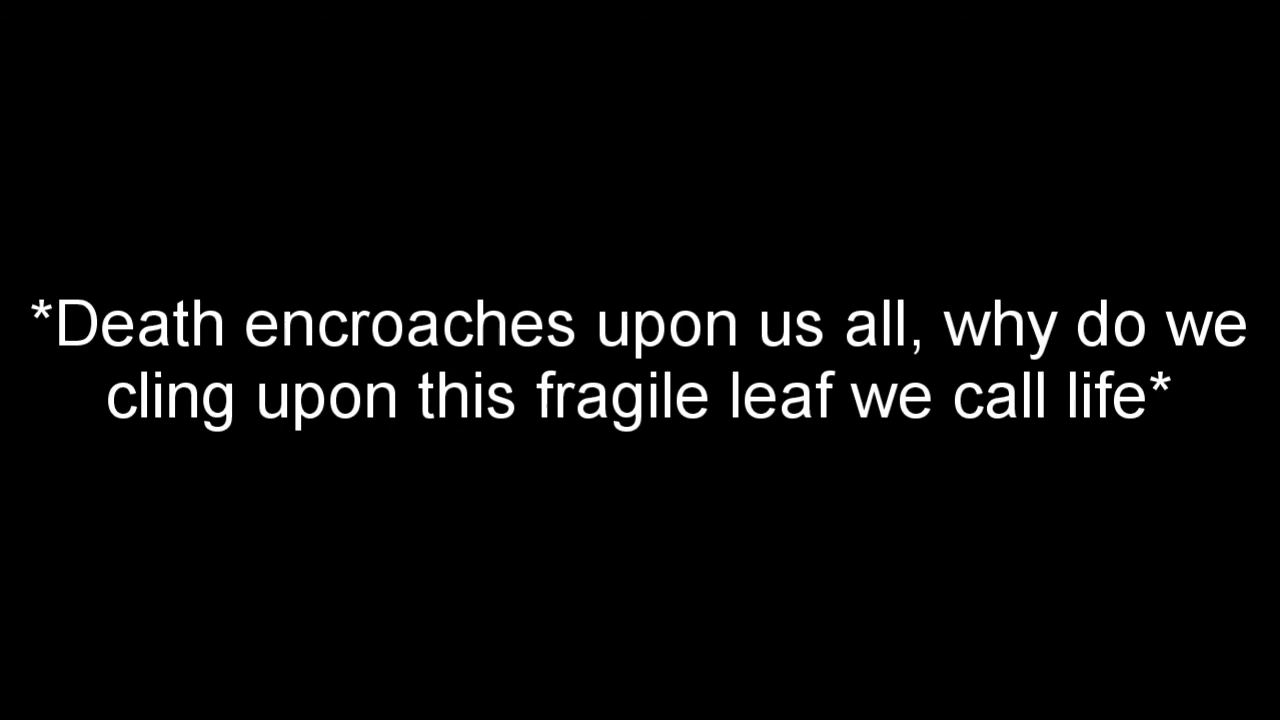 *Death encroaches upon us all, why do we
cling upon this fragile leaf we call life*